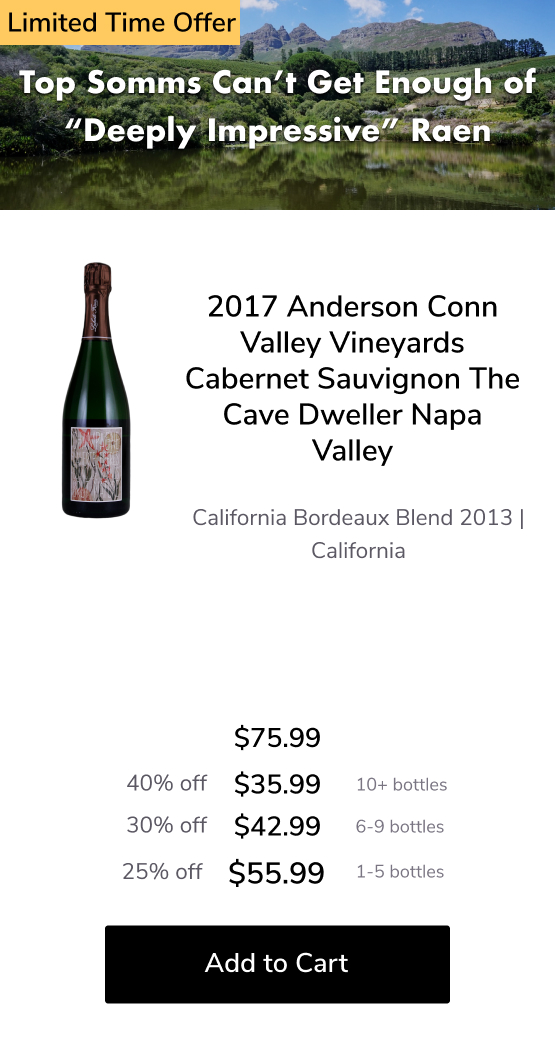 Limited Time Offer
Top Somms Can’t Get Enough of
“Deeply Impressive” Raen
2017 Anderson Conn
Valley Vineyards
Cabernet Sauvignon The
Cave Dweller Napa
Valley
California Bordeaux Blend 2013 |
California
$75.99
40% off $35.99 10+ bottles
30% off $42.99 6-9 bottles
25% off $55.99 1-5 bottles
Add to Cart